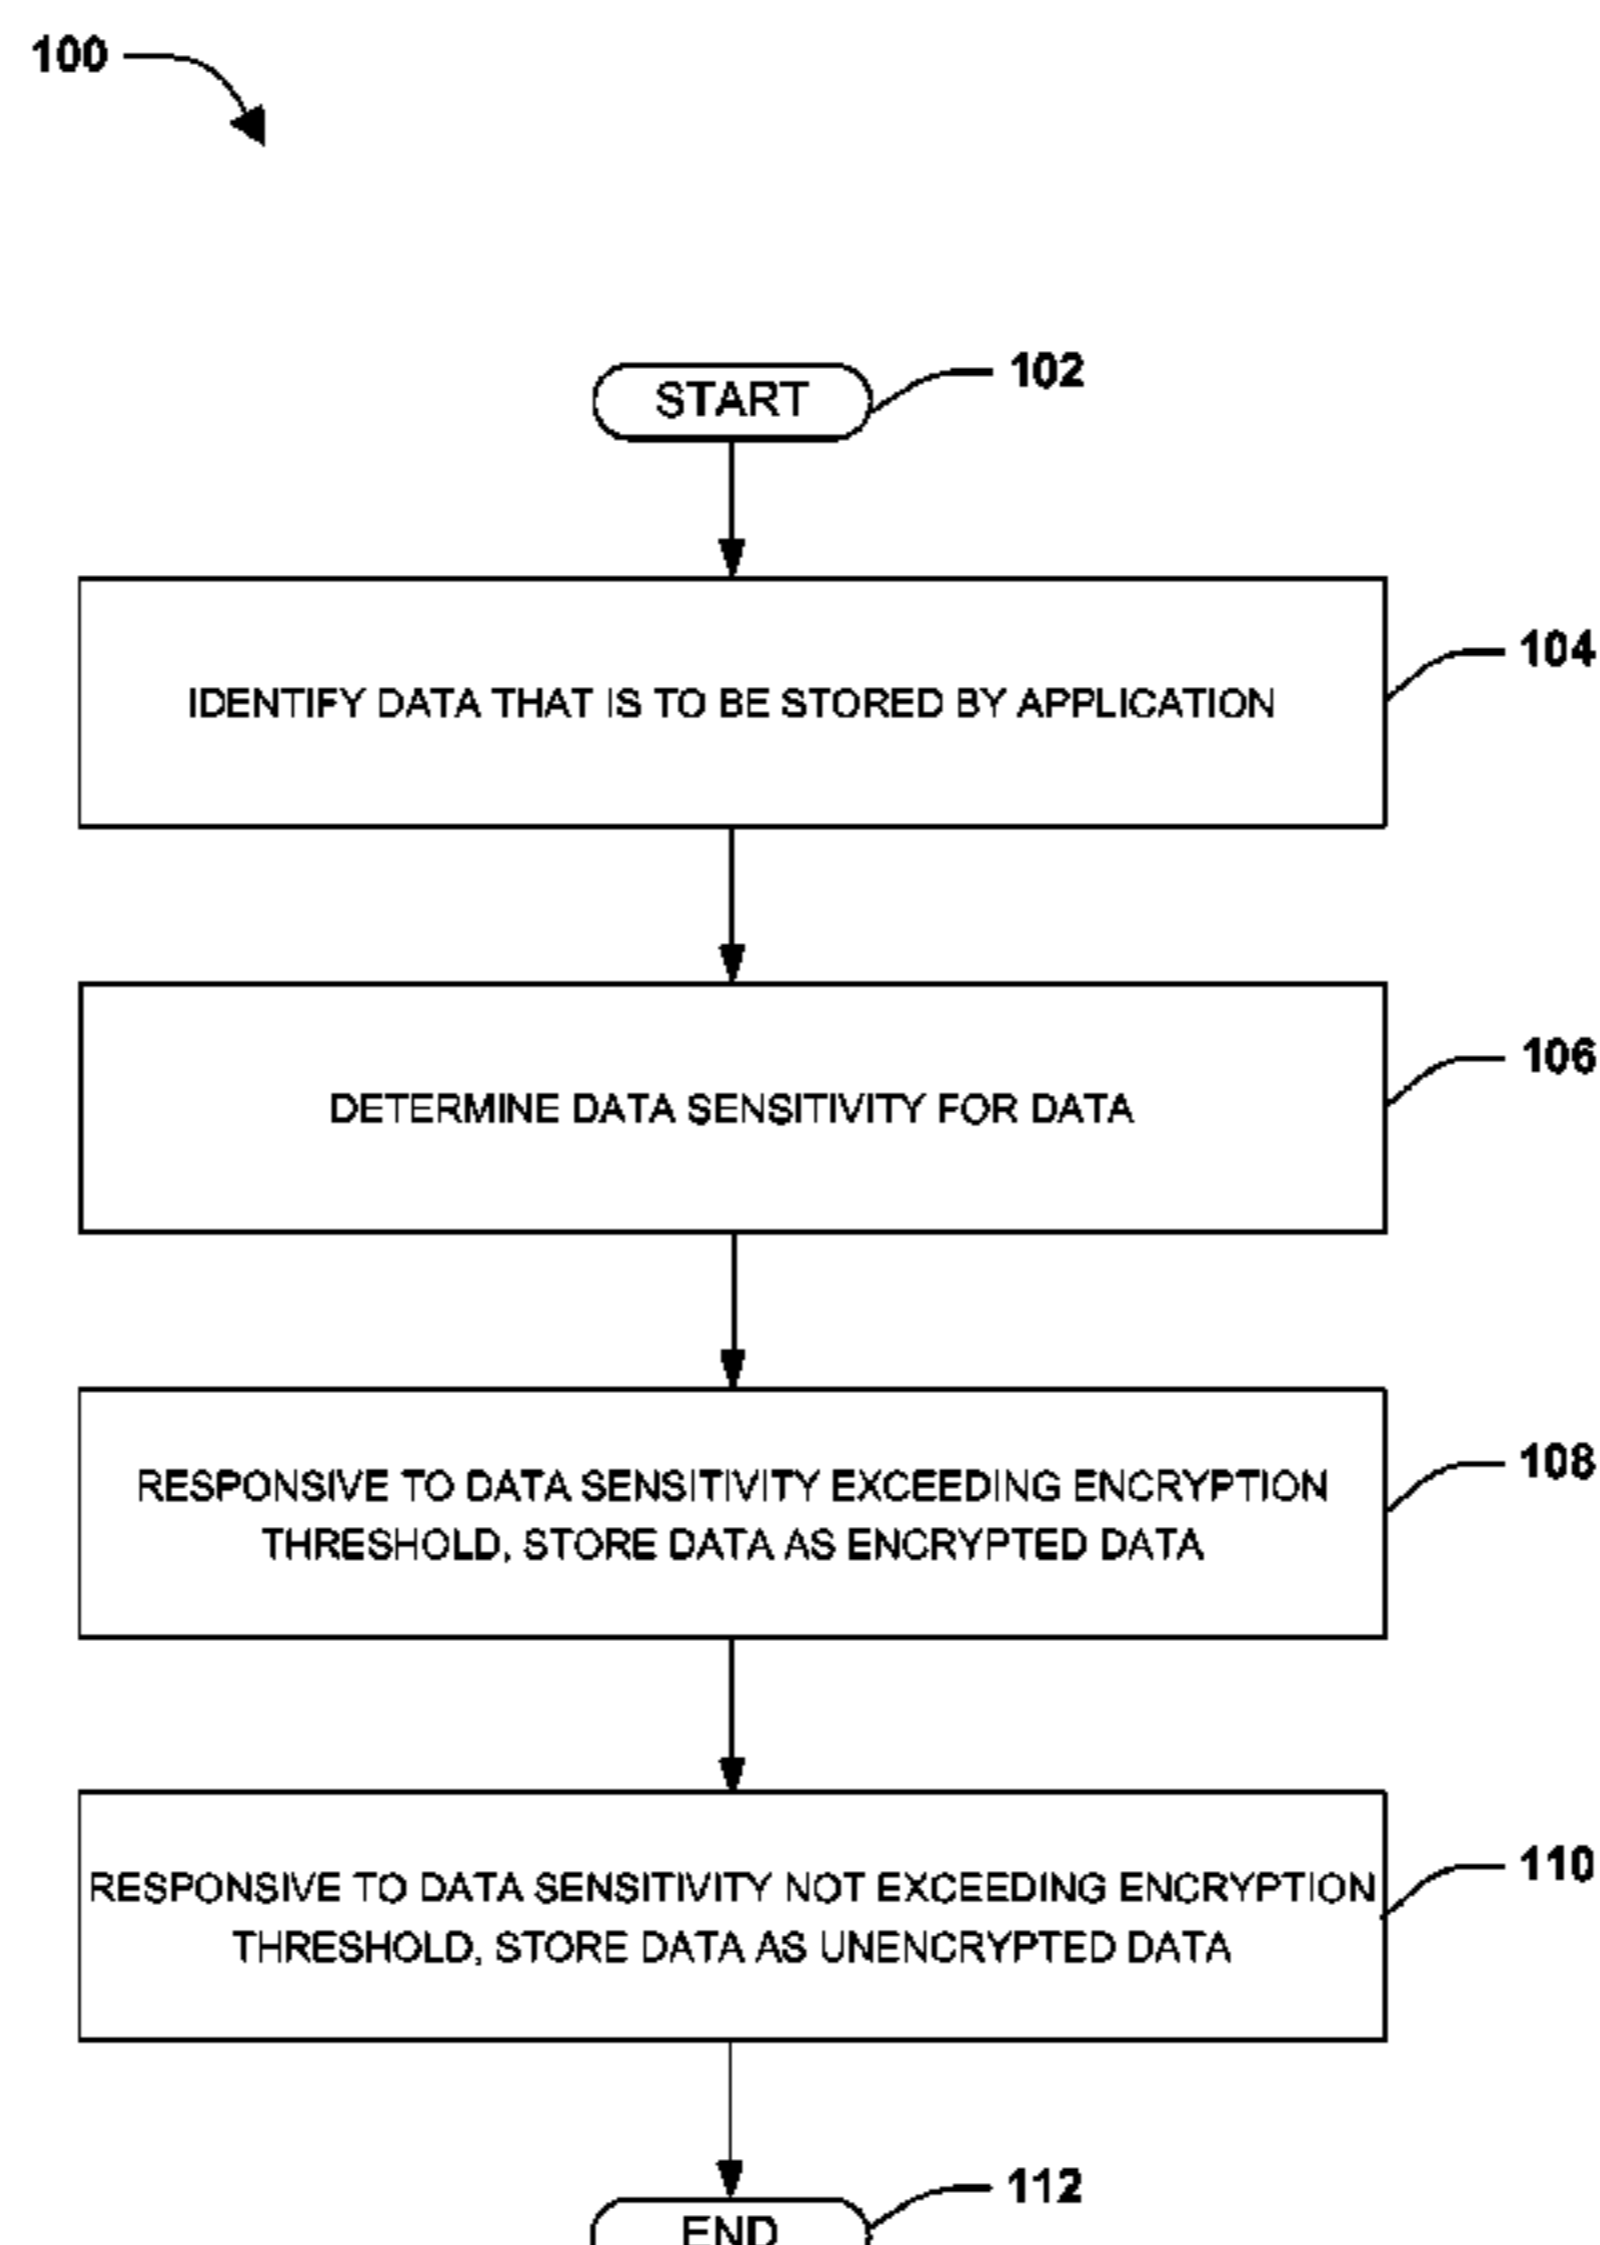 100
START
102
IDENTIFY DATA THAT IS TO BE STORED BY APPLICATION
104
DETERMINE DATA SENSITIVITY FOR DATA
106
RESPONSIVE TO DATA SENSITIVITY EXCEEDING ENCRYPTION
THRESHOLD, STORE DATA AS ENCRYPTED DATA
108
RESPONSIVE TO DATA SENSITIVITY NOT EXCEEDING ENCRYPTION
THRESHOLD, STORE DATA AS UNENCRYPTED DATA
110
END
112